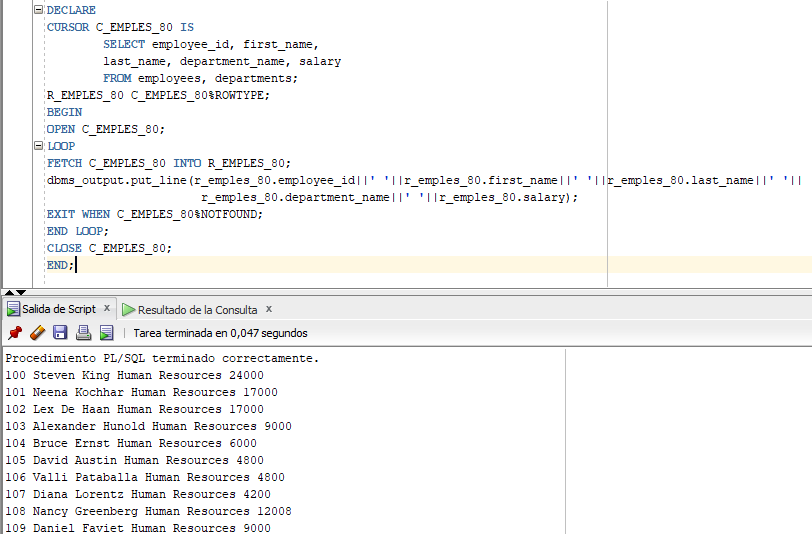 DECLARE
CURSOR C_EMPLES_80 IS
SELECT employee_id, first_name,
last_name, department_name, salary
FROM employees, departments;
R_EMPLES_80 C_EMPLES_80%ROWTYPE;
BEGIN
OPEN C_EMPLES_80;
LOOP
FETCH C_EMPLES_80 INTO R_EMPLES_80;
dbms_output.put_line(r_emples_80.employee_id||' '||r_emples_80.first_name||' '||r_emples_80.last_name||' '||
r_emples_80.department_name||' '||r_emples_80.salary);
EXIT WHEN C_EMPLES_80%NOTFOUND;
END LOOP;
CLOSE C_EMPLES_80;
END;
Salida de Script x Resultado de la Consulta x
Tarea terminada en 0,047 segundos
Procedimiento PL/SQL terminado correctamente.
100 Steven King Human Resources 24000
101 Neena Kochhar Human Resources 17000
102 Lex De Haan Human Resources 17000
103 Alexander Hunold Human Resources 9000
104 Bruce Ernst Human Resources 6000
105 David Austin Human Resources 4800
106 Valli Pataballa Human Resources 4800
107 Diana Lorentz Human Resources 4200
108 Nancy Greenberg Human Resources 12008
109 Daniel Faviet Human Resources 9000